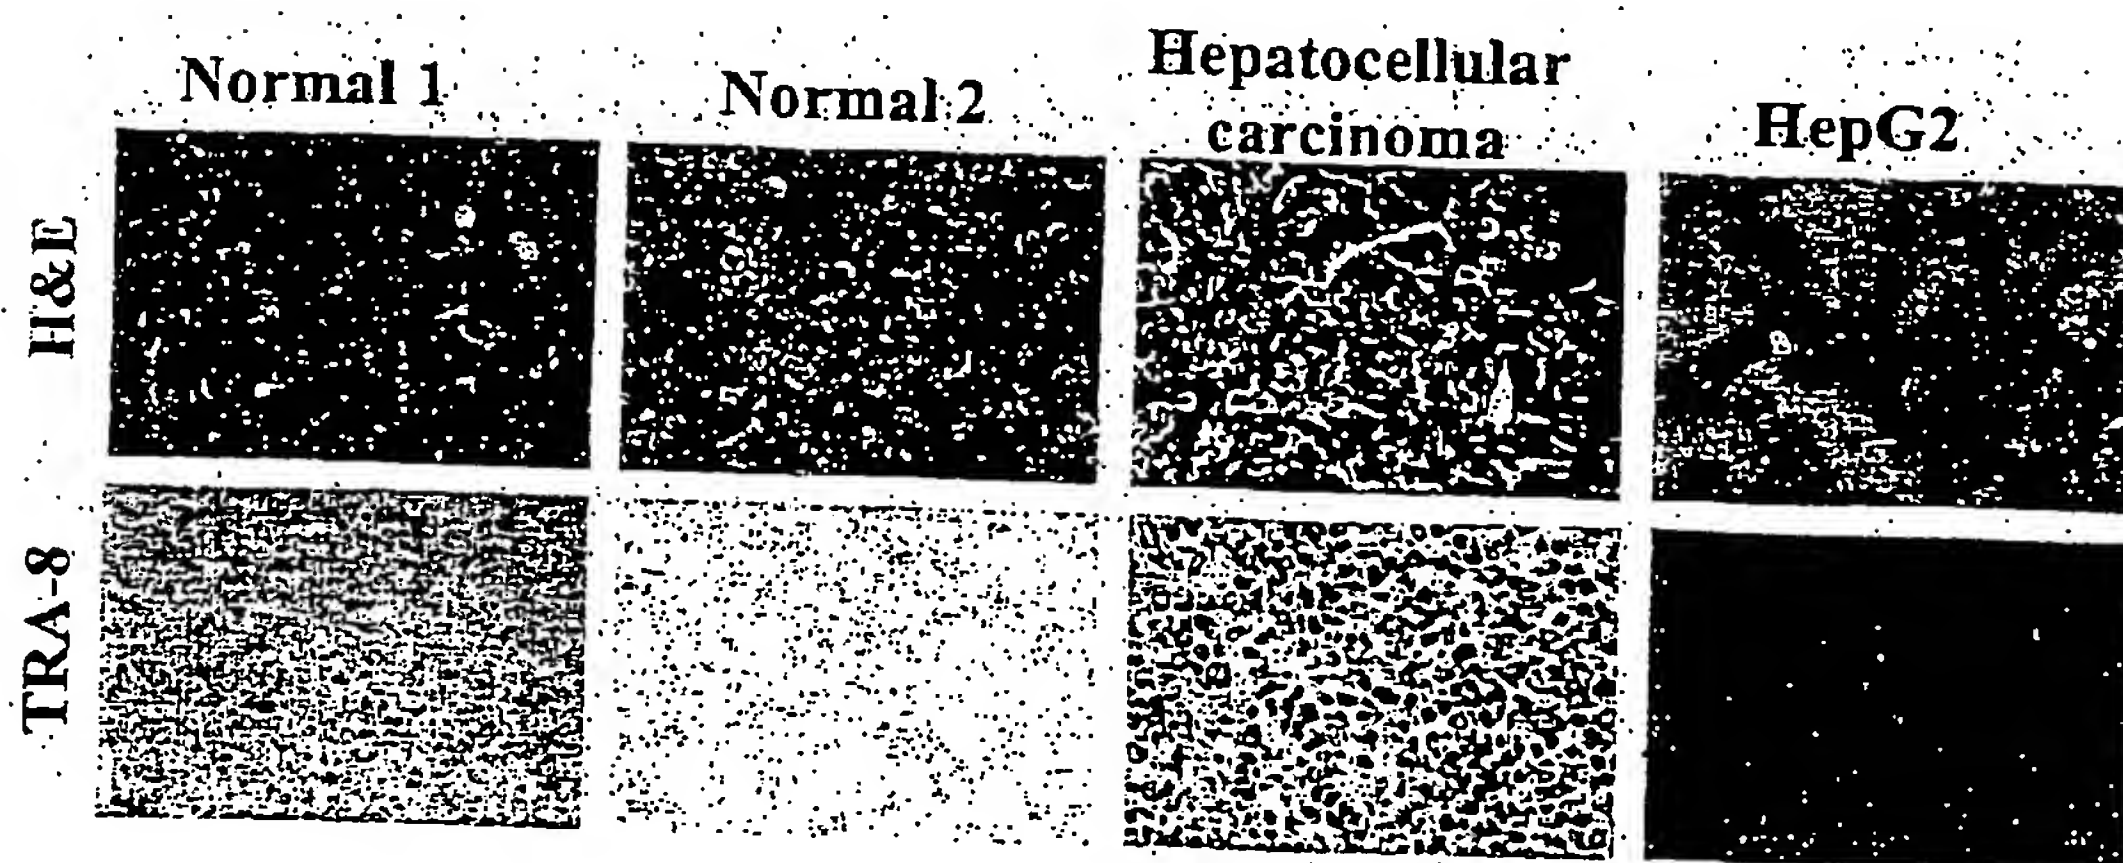 Normal 1
Normal 2
Hepatocellular
carcinoma
HepG2
H&E
TRA-8